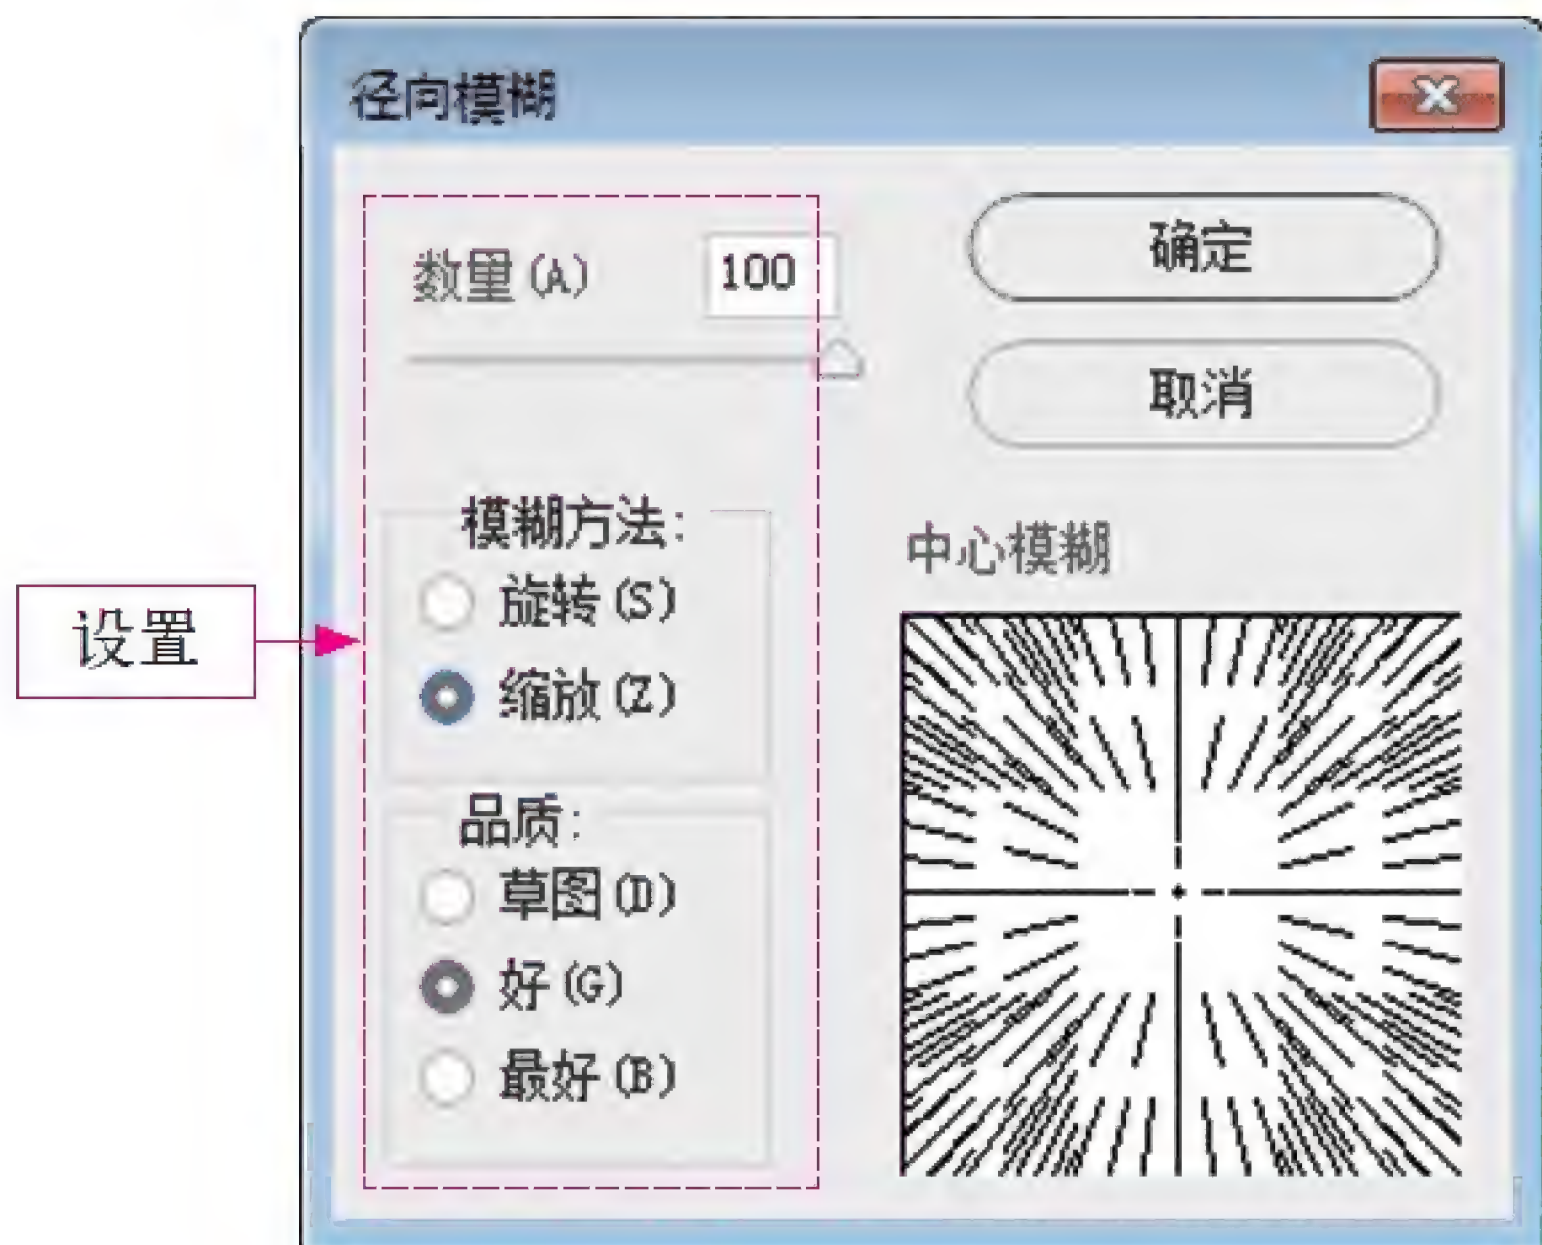 径向模糊
数量(A) 100
确定
取消
模糊方法:
旋转(S)
缩放(Z)
设置
品质:
草图(D)
好(G)
最好(B)
中心模糊